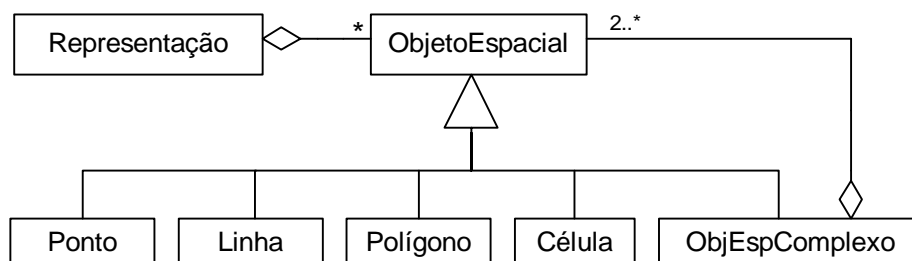 Representação
*
ObjetoEspacial
2..*
Ponto
Linha
Polígono
Célula
ObjEspComplexo